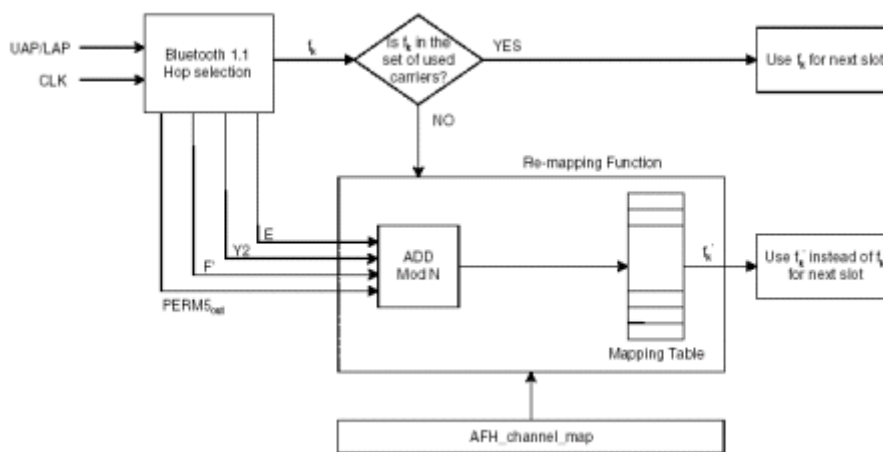 UAP/LAP
CLK
Bluetooth 1.1
Hop selection
fk
Is fk in the
set of used
carriers?
YES
Use fk for next slot
NO
Re-mapping Function
E
Y2
F'
PERM5out
ADD
Mod N
fk'
Use fk' instead of fk
for next slot
Mapping Table
AFH_channel_map